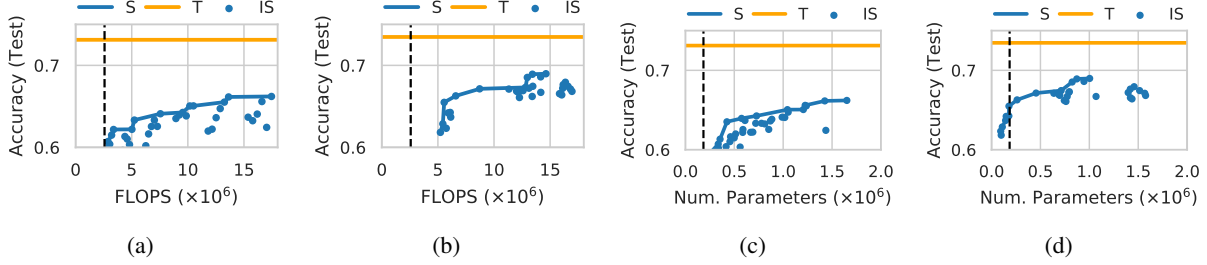 S T IS
Accuracy (Test)
0.7
0.6
0 5 10 15
FLOPS (×10⁶)
(a)
S T IS
Accuracy (Test)
0.7
0.6
0 5 10 15
FLOPS (×10⁶)
(b)
S T IS
Accuracy (Test)
0.7
0.6
0.0 0.5 1.0 1.5 2.0
Num. Parameters (×10⁶)
(c)
S T IS
Accuracy (Test)
0.7
0.6
0.0 0.5 1.0 1.5 2.0
Num. Parameters (×10⁶)
(d)